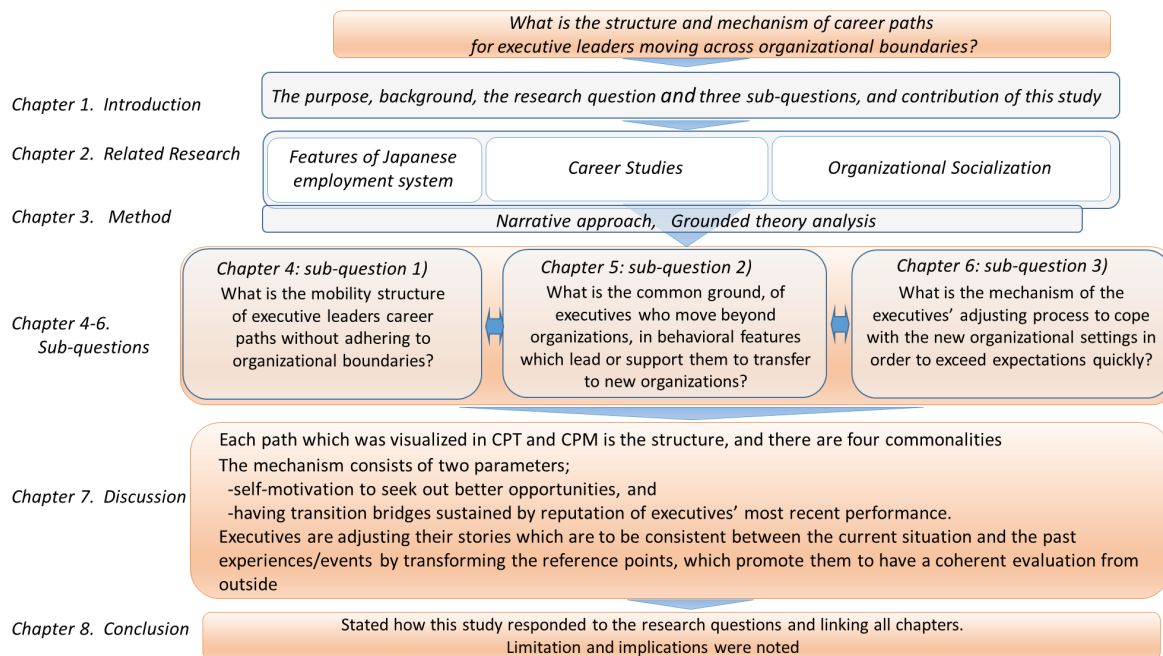 What is the structure and mechanism of career paths
for executive leaders moving across organizational boundaries?
Chapter 1. Introduction
The purpose, background, the research question and three sub-questions, and contribution of this study
Chapter 2. Related Research
Features of Japanese
employment system
Career Studies
Organizational Socialization
Chapter 3. Method
Narrative approach, Grounded theory analysis
Chapter 4-6.
Sub-questions
Chapter 4: sub-question 1)
What is the mobility structure
of executive leaders career
paths without adhering to
organizational boundaries?
Chapter 5: sub-question 2)
What is the common ground, of
executives who move beyond
organizations, in behavioral features
which lead or support them to transfer
to new organizations?
Chapter 6: sub-question 3)
What is the mechanism of the
executives’ adjusting process to cope
with the new organizational settings in
order to exceed expectations quickly?
Chapter 7. Discussion
Each path which was visualized in CPT and CPM is the structure, and there are four commonalities
The mechanism consists of two parameters;
-self-motivation to seek out better opportunities, and
-having transition bridges sustained by reputation of executives’ most recent performance.
Executives are adjusting their stories which are to be consistent between the current situation and the past
experiences/events by transforming the reference points, which promote them to have a coherent evaluation from
outside
Chapter 8. Conclusion
Stated how this study responded to the research questions and linking all chapters.
Limitation and implications were noted